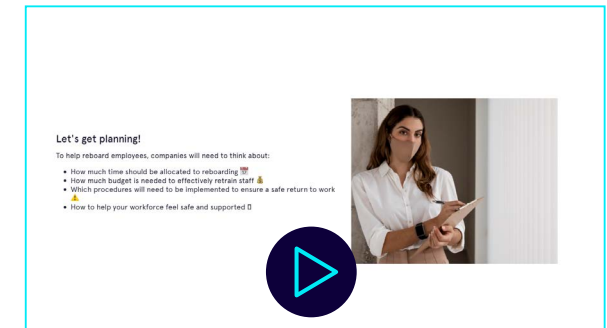 Let's get planning!
To help reboard employees, companies will need to think about:
• How much time should be allocated to reboarding 📅
• How much budget is needed to effectively retrain staff 💰
• Which procedures will need to be implemented to ensure a safe return to work
⚠️
• How to help your workforce feel safe and supported ▯